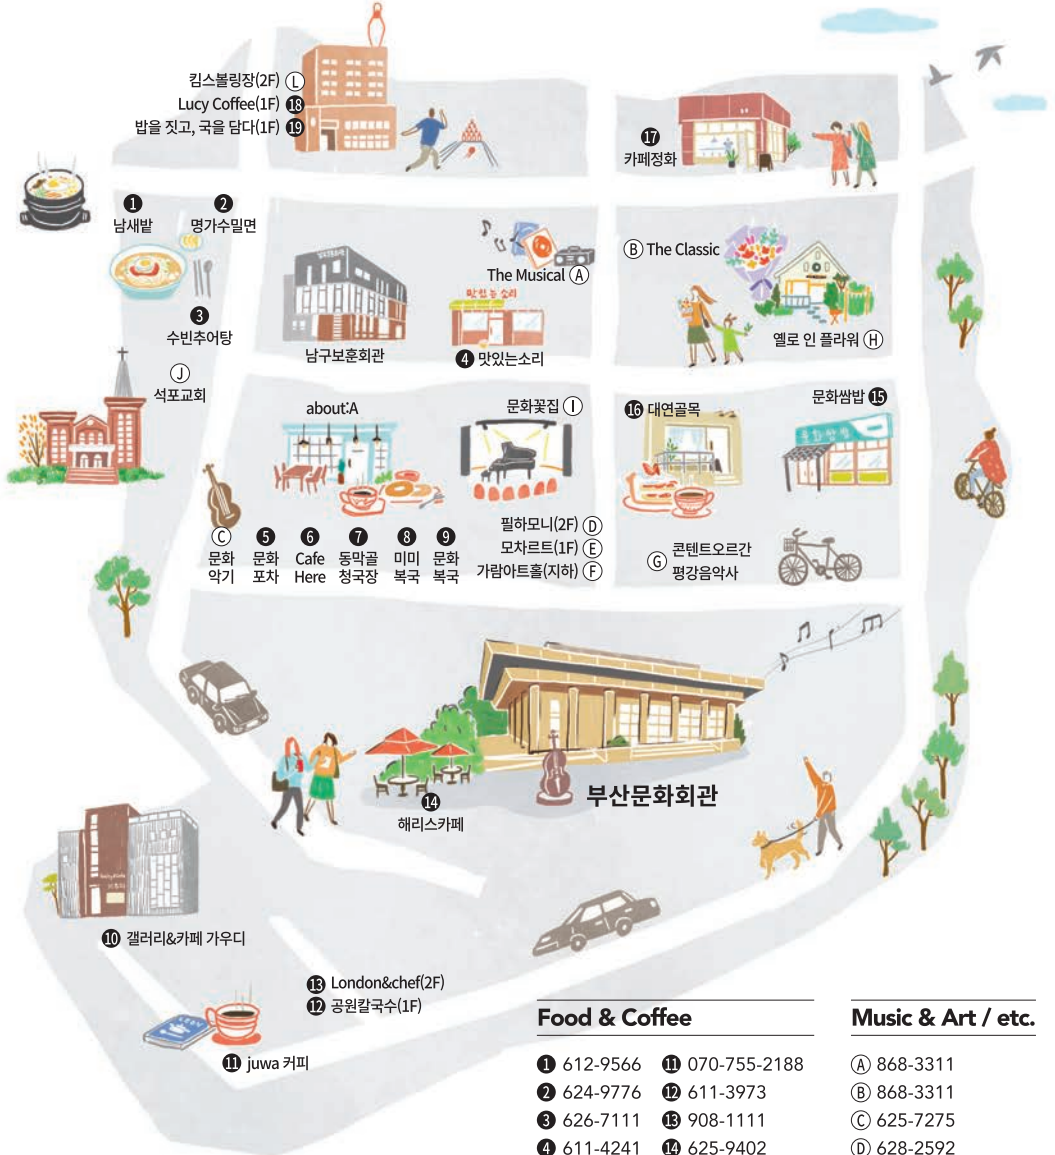 킴스볼링장(2F) Ⓛ
Lucy Coffee(1F) ⓲
밥을 짓고, 국을 담다(1F) ⓳
⓱
카페정화
❶
남새밭
❷
명가수밀면
❸
수빈추어탕
Ⓙ
석포교회
남구보훈회관
The Musical Ⓐ
맛있는소리
❹ 맛있는소리
Ⓑ The Classic
옐로 인 플라워 Ⓗ
about:A
문화꽃집 Ⓘ
⓰ 대연골목
문화쌈밥 ⓯
문화쌈밥
Ⓒ
문화
악기
❺
문화
포차
❻
Cafe
Here
❼
동막골
청국장
❽
미미
복국
❾
문화
복국
필하모니(2F) Ⓓ
모차르트(1F) Ⓔ
가람아트홀(지하) Ⓕ
Ⓖ 콘텐트오르간
평강음악사
부산문화회관
⓮
해리스카페
❿ 갤러리&카페 가우디
⓭ London&chef(2F)
⓬ 공원칼국수(1F)
⓫ juwa 커피
Food & Coffee
❶ 612-9566
❷ 624-9776
❸ 626-7111
❹ 611-4241
⓫ 070-755-2188
⓬ 611-3973
⓭ 908-1111
⓮ 625-9402
Music & Art / etc.
Ⓐ 868-3311
Ⓑ 868-3311
Ⓒ 625-7275
Ⓓ 628-2592